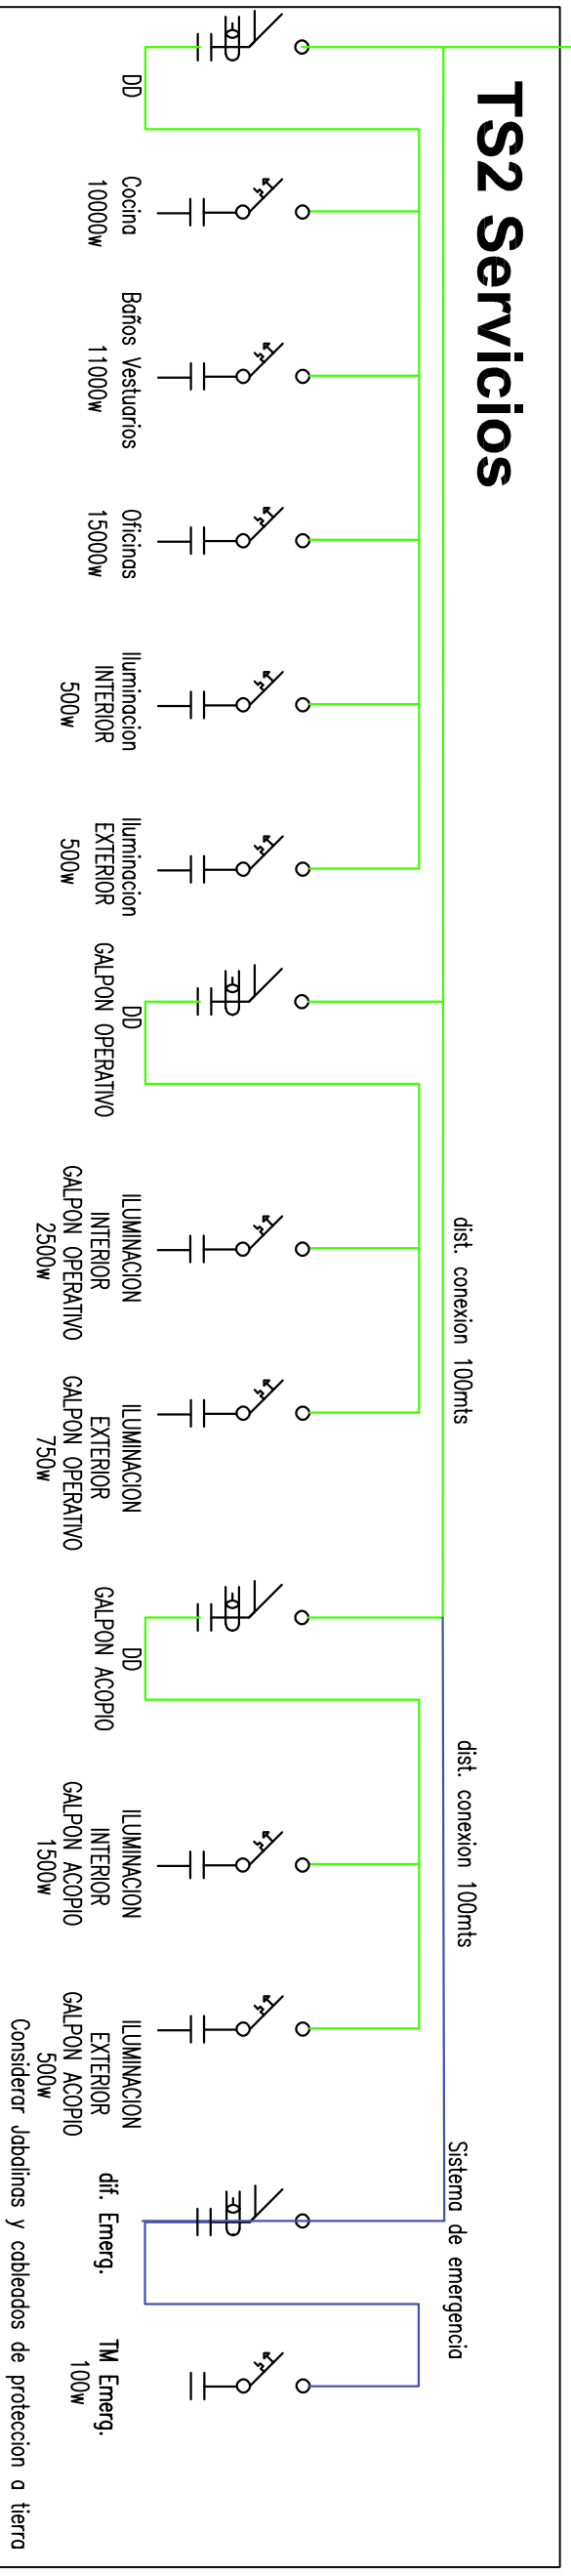 TS2 Servicios
DD
Cocina
10000w
Baños Vestuarios
11000w
Oficinas
15000w
Iluminacion
INTERIOR
500w
Iluminacion
EXTERIOR
500w
DD
GALPON OPERATIVO
dist. conexion 100mts
ILUMINACION
INTERIOR
GALPON OPERATIVO
2500w
ILUMINACION
EXTERIOR
GALPON OPERATIVO
750w
DD
GALPON ACOPIO
dist. conexion 100mts
ILUMINACION
INTERIOR
GALPON ACOPIO
1500w
ILUMINACION
EXTERIOR
GALPON ACOPIO
500w
Sistema de emergencia
dif. Emerg.
TM Emerg.
100w
Considerar Jabalinas y cableados de proteccion a tierra